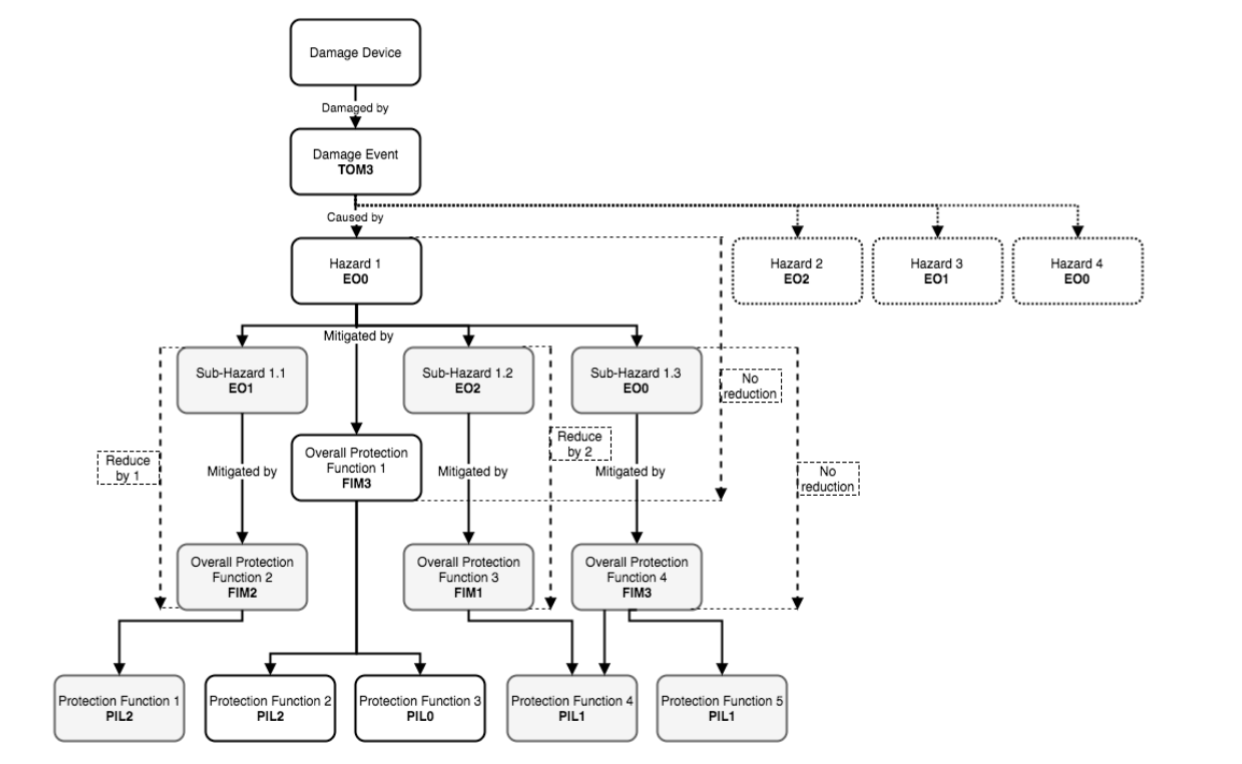 Damage Device
Damaged by
Damage Event
TOM3
Caused by
Hazard 1
EO0
Hazard 2
EO2
Hazard 3
EO1
Hazard 4
EO0
Mitigated by
Sub-Hazard 1.1
EO1
Sub-Hazard 1.2
EO2
Sub-Hazard 1.3
EO0
No
reduction
Reduce
by 1
Mitigated by
Overall Protection
Function 1
FIM3
Mitigated by
Reduce
by 2
Mitigated by
No
reduction
Overall Protection
Function 2
FIM2
Overall Protection
Function 3
FIM1
Overall Protection
Function 4
FIM3
Protection Function 1
PIL2
Protection Function 2
PIL2
Protection Function 3
PIL0
Protection Function 4
PIL1
Protection Function 5
PIL1